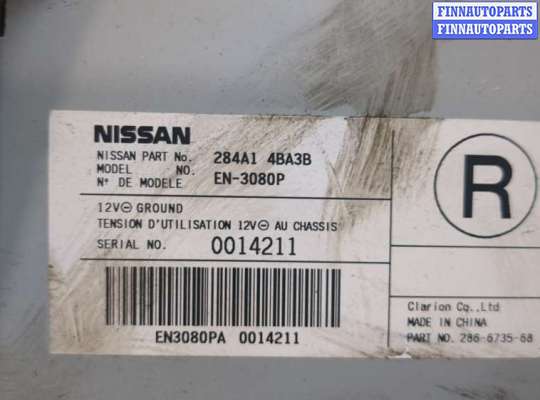 FINNAUTOPARTS
FINNAUTOPARTS
NISSAN
NISSAN PART No. 284A1 4BA3B
MODEL NO. EN-3080P
N° DE MODELE
12V⊖ GROUND
TENSION D'UTILISATION 12V⊖ AU CHASSIS
SERIAL NO. 0014211
EN3080PA 0014211
R
Clarion Co.,Ltd
MADE IN CHINA
PART NO. 286-6735-68